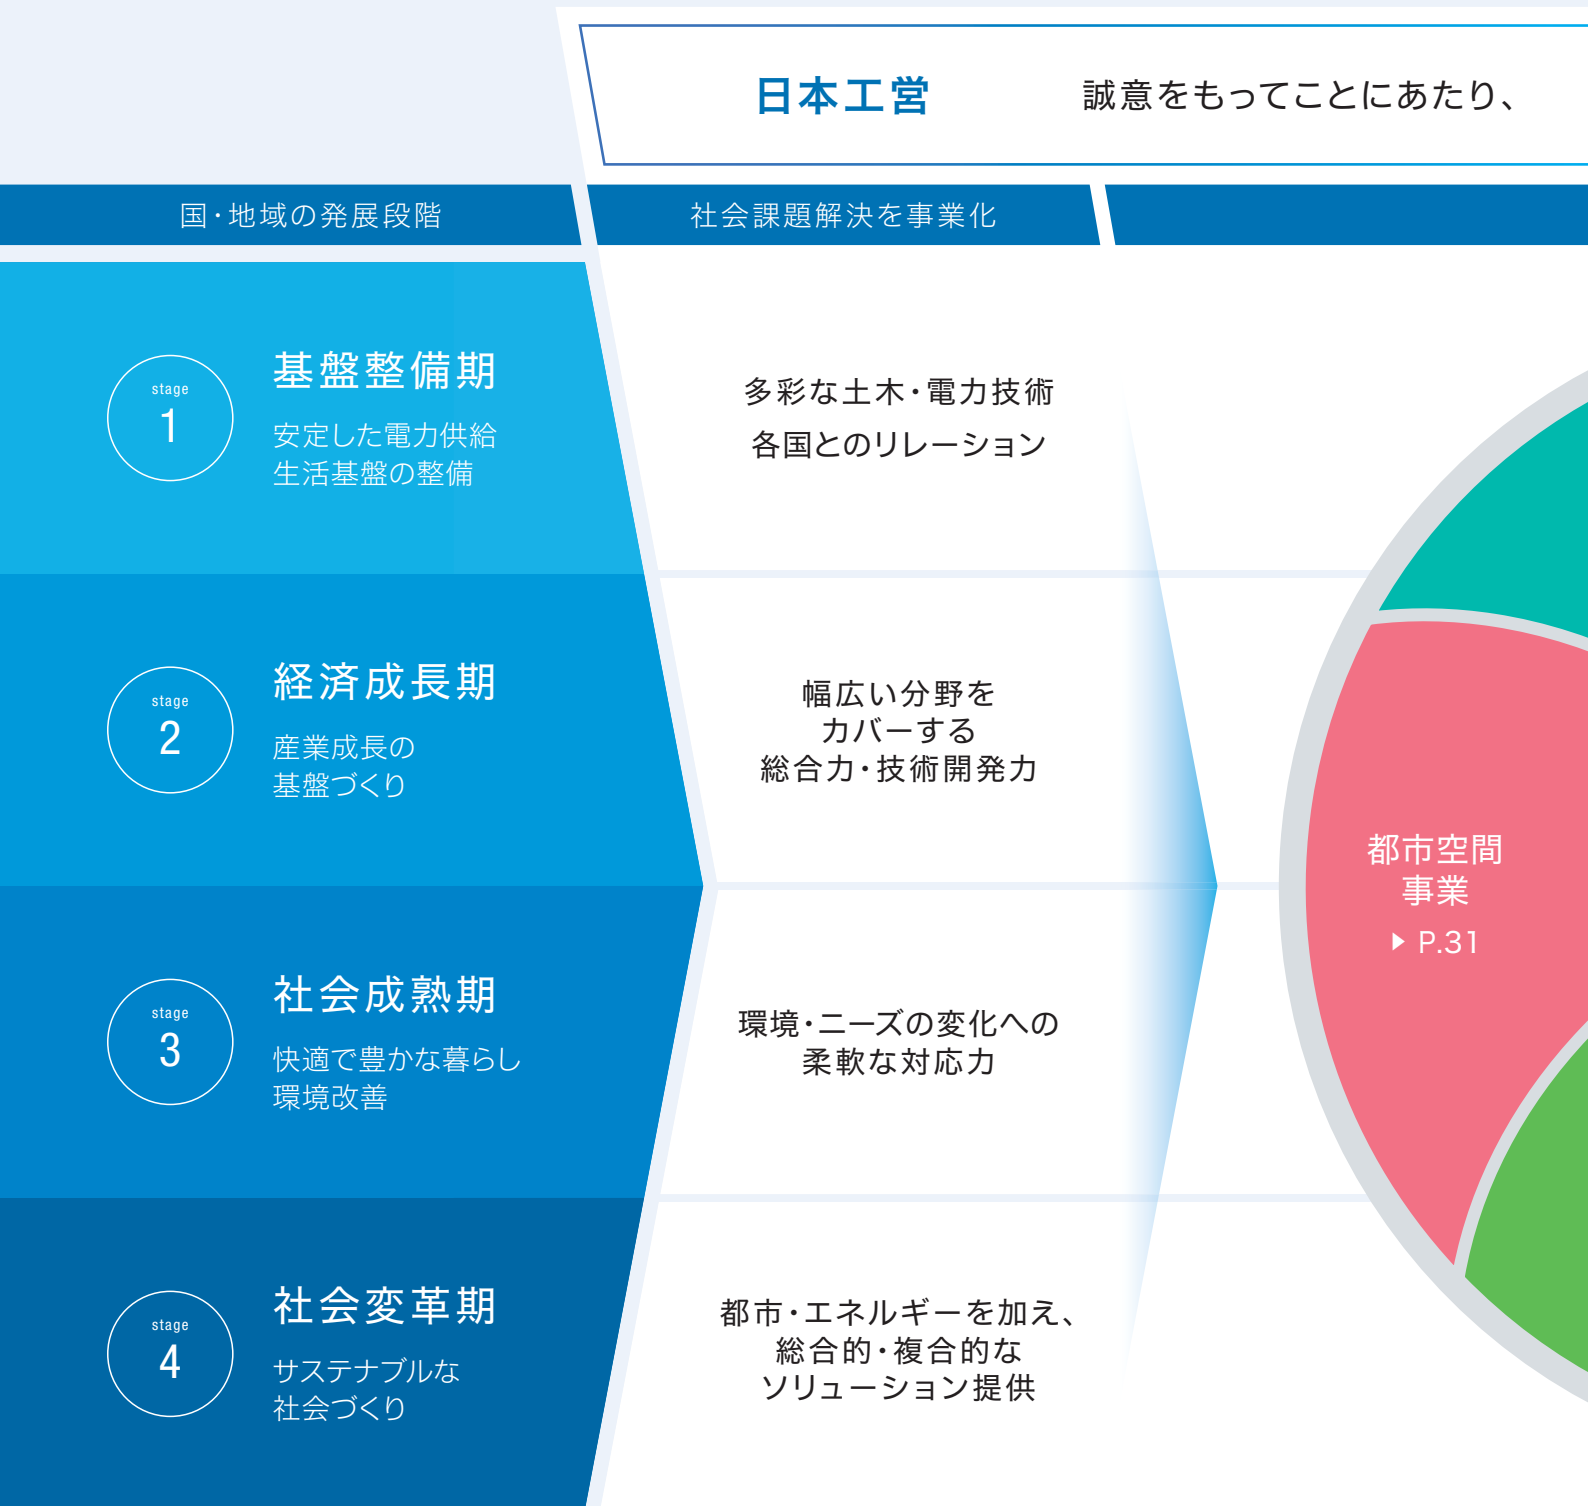 日本工営
誠意をもってことにあたり、
国・地域の発展段階
社会課題解決を事業化
stage
1
基盤整備期
安定した電力供給
生活基盤の整備
多彩な土木・電力技術
各国とのリレーション
stage
2
経済成長期
産業成長の
基盤づくり
幅広い分野を
カバーする
総合力・技術開発力
都市空間
事業
▶ P.31
stage
3
社会成熟期
快適で豊かな暮らし
環境改善
環境・ニーズの変化への
柔軟な対応力
stage
4
社会変革期
サステナブルな
社会づくり
都市・エネルギーを加え、
総合的・複合的な
ソリューション提供